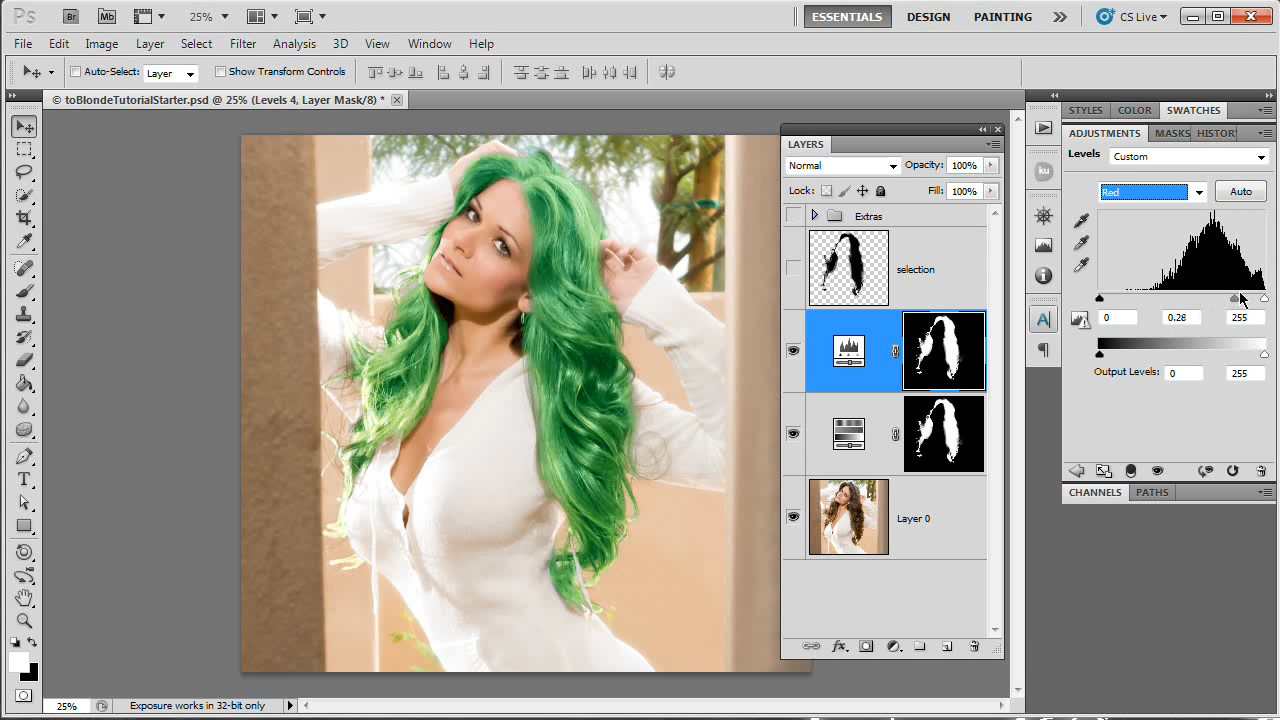 Ps Br Mb 25% ESSENTIALS DESIGN PAINTING CS Live
File Edit Image Layer Select Filter Analysis 3D View Window Help
Auto-Select: Layer Show Transform Controls
© toBlondeTutorialStarter.psd @ 25% (Levels 4, Layer Mask/8) *
LAYERS
Normal Opacity: 100%
Lock: Fill: 100%
Extras
selection
Layer 0
fx
STYLES COLOR SWATCHES
ADJUSTMENTS MASKS HISTOR
Levels Custom
Red Auto
0 0.28 255
Output Levels: 0 255
CHANNELS PATHS
ku
A
T
25% Exposure works in 32-bit only